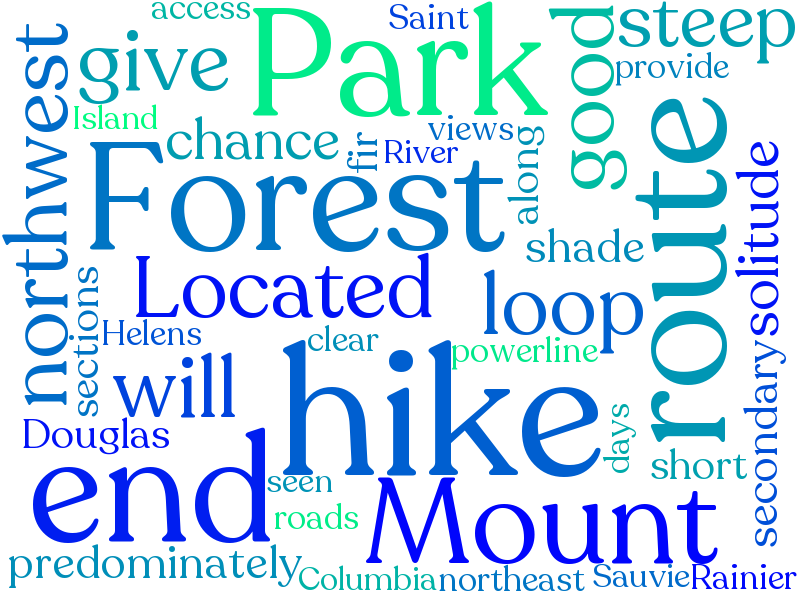 access
Saint
Park
good
steep
northwest
give
provide
Island
chance
views
route
fir
River
along
Forest
solitude
shade
Located
loop
sections
Helens
clear
powerline
hike
will
secondary
Douglas
days
end
short
seen
Mount
roads
predominately
Columbia
northeast
Sauvie
Rainier